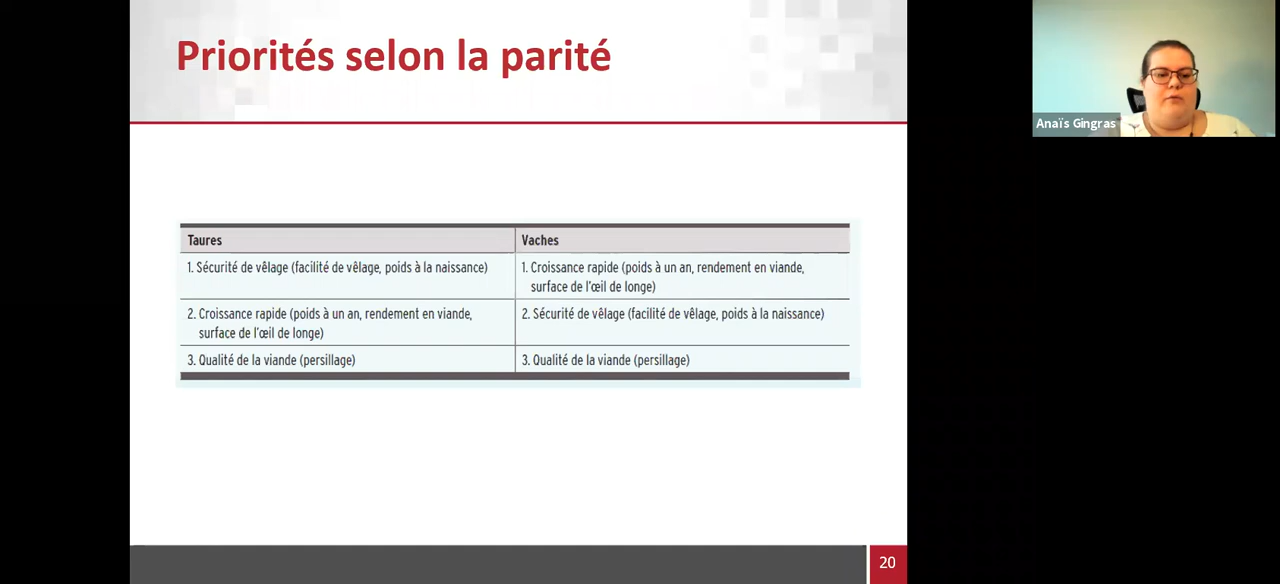 Priorités selon la parité
Anaïs Gingras
Taures
Vaches
1. Sécurité de vêlage (facilité de vêlage, poids à la naissance)
1. Croissance rapide (poids à un an, rendement en viande,
surface de l'œil de longe)
2. Croissance rapide (poids à un an, rendement en viande,
surface de l'œil de longe)
2. Sécurité de vêlage (facilité de vêlage, poids à la naissance)
3. Qualité de la viande (persillage)
3. Qualité de la viande (persillage)
20